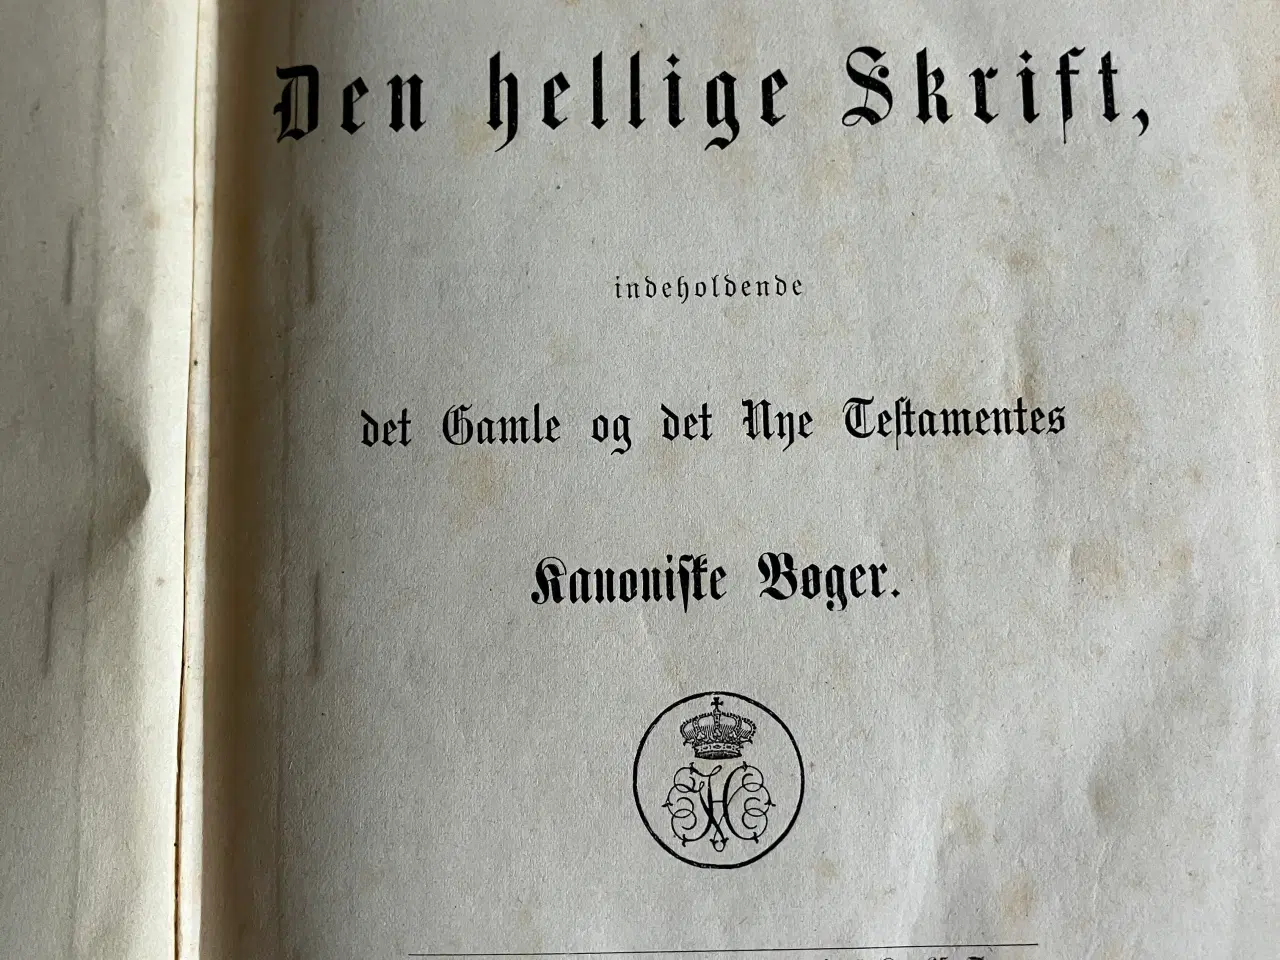 Den hellige Skrift,
indeholdende
det Gamle og det Nye Testamentes
Kanoniske Bøger.